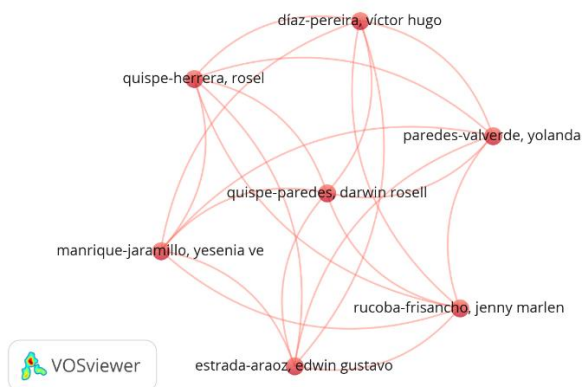 díaz-pereira, víctor hugo
quispe-herrera, rosel
paredes-valverde, yolanda
quispe-paredes, darwin rosell
manrique-jaramillo, yesenia ve
rucoba-frisancho, jenny marlen
estrada-araoz, edwin gustavo
VOSviewer